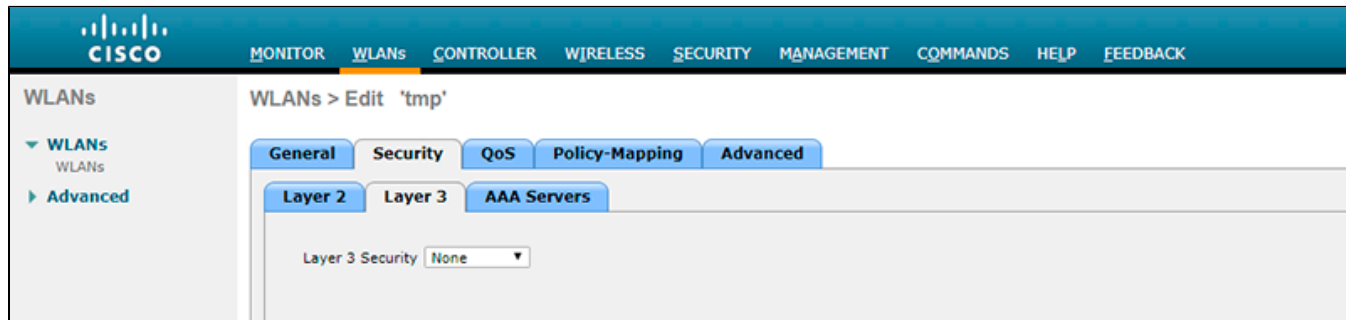 CISCO
MONITOR WLANs CONTROLLER WIRELESS SECURITY MANAGEMENT COMMANDS HELP FEEDBACK
WLANs
WLANs
WLANs
Advanced
WLANs > Edit 'tmp'
General Security QoS Policy-Mapping Advanced
Layer 2 Layer 3 AAA Servers
Layer 3 Security None